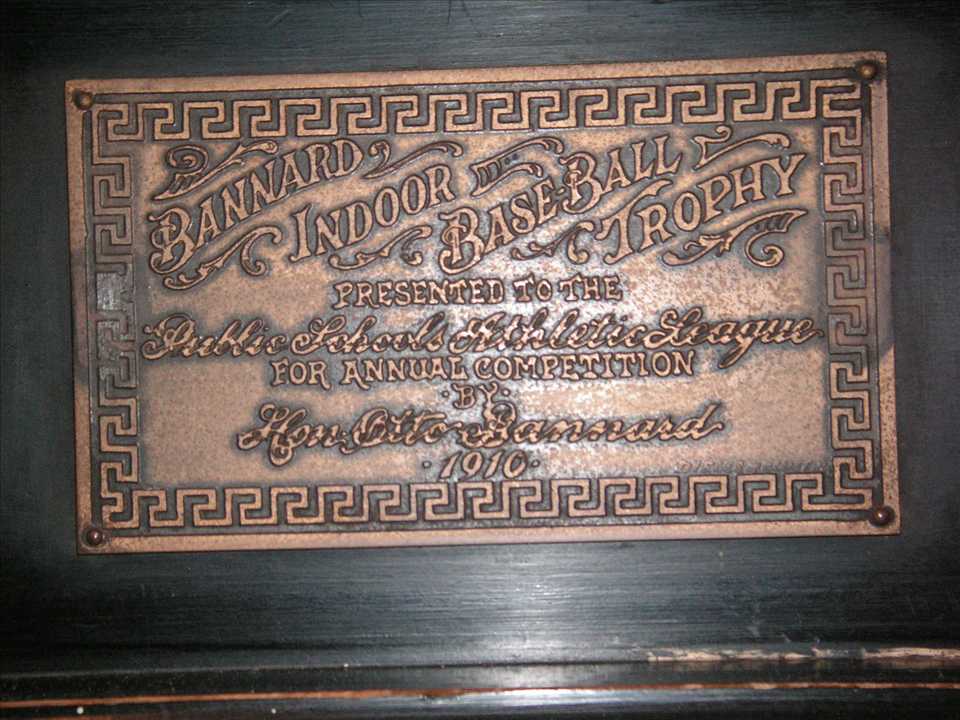 BANNARD INDOOR BASE-BALL TROPHY
PRESENTED TO THE
Public Schools Athletic League
FOR ANNUAL COMPETITION
·BY·
Hon. Otto Bannard
·1910·